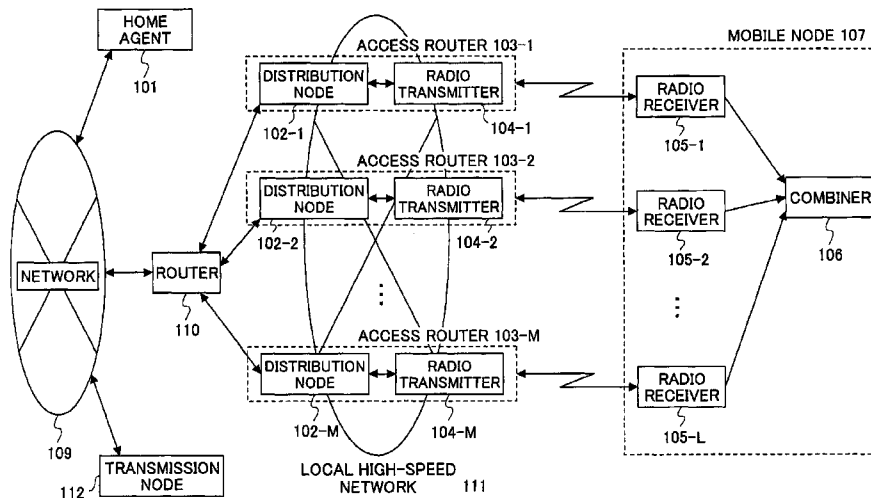 HOME
AGENT
101
ACCESS ROUTER 103-1
DISTRIBUTION
NODE
RADIO
TRANSMITTER
102-1
104-1
ACCESS ROUTER 103-2
DISTRIBUTION
NODE
RADIO
TRANSMITTER
102-2
104-2
NETWORK
109
ROUTER
110
ACCESS ROUTER 103-M
DISTRIBUTION
NODE
RADIO
TRANSMITTER
102-M
104-M
TRANSMISSION
NODE
112
LOCAL HIGH-SPEED
NETWORK 111
MOBILE NODE 107
RADIO
RECEIVER
105-1
RADIO
RECEIVER
105-2
RADIO
RECEIVER
105-L
COMBINER
106